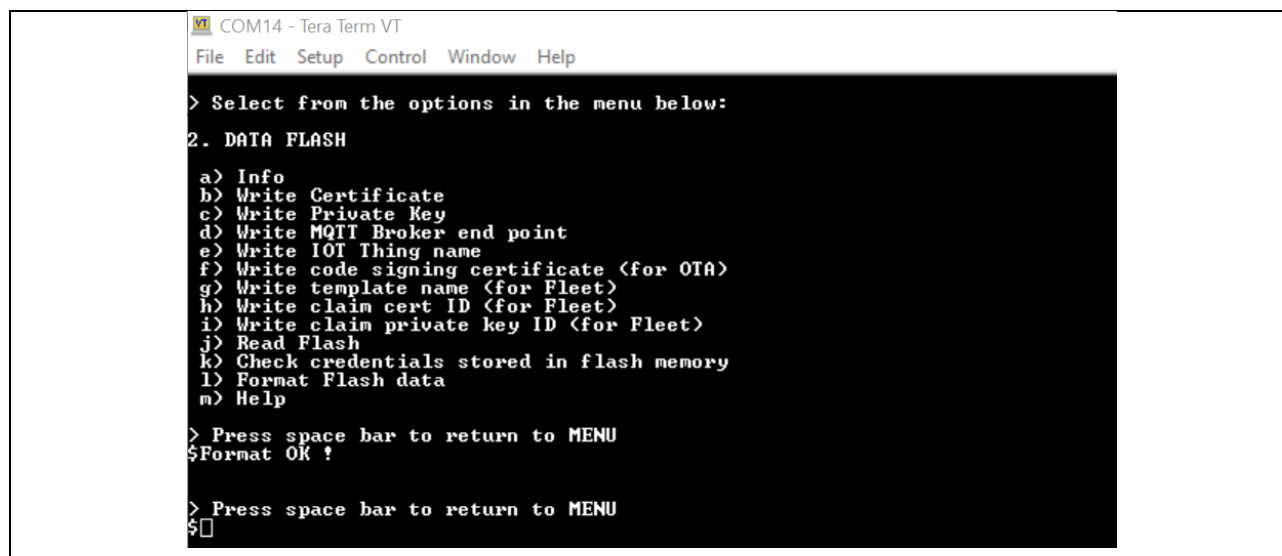 COM14 - Tera Term VT
File Edit Setup Control Window Help
> Select from the options in the menu below:
2. DATA FLASH
a) Info
b) Write Certificate
c) Write Private Key
d) Write MQTT Broker end point
e) Write IOT Thing name
f) Write code signing certificate (for OTA)
g) Write template name (for Fleet)
h) Write claim cert ID (for Fleet)
i) Write claim private key ID (for Fleet)
j) Read Flash
k) Check credentials stored in flash memory
l) Format Flash data
m) Help
> Press space bar to return to MENU
$Format OK !
> Press space bar to return to MENU
$